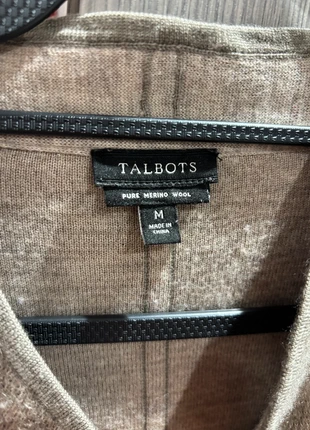 TALBOTS
PURE MERINO WOOL
M
MADE IN
CHINA